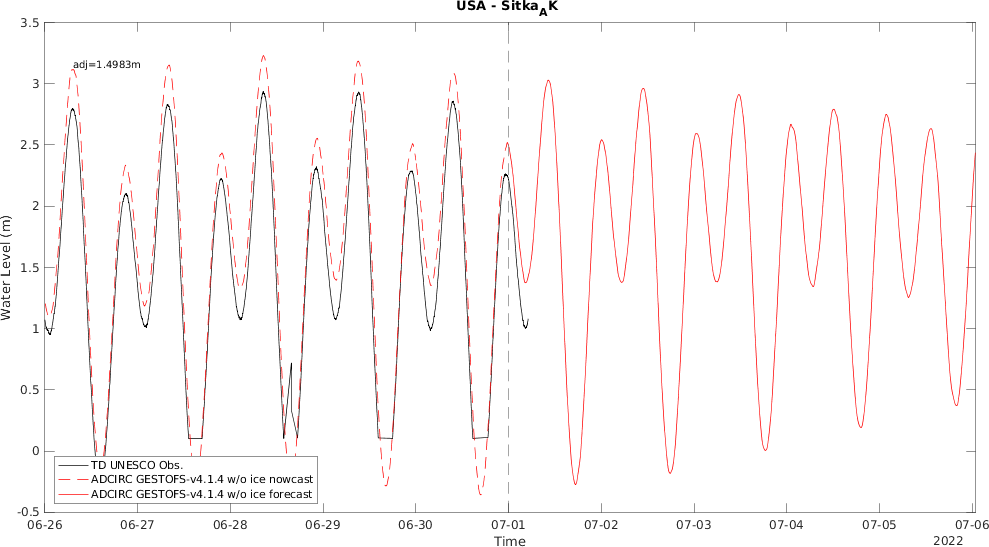 USA - Sitka_AK
adj=1.4983m
3.5
3
2.5
2
1.5
1
0.5
0
-0.5
Water Level (m)
TD UNESCO Obs.
ADCIRC GESTOFS-v4.1.4 w/o ice nowcast
ADCIRC GESTOFS-v4.1.4 w/o ice forecast
06-26 06-27 06-28 06-29 06-30 07-01 07-02 07-03 07-04 07-05 07-06
Time
2022